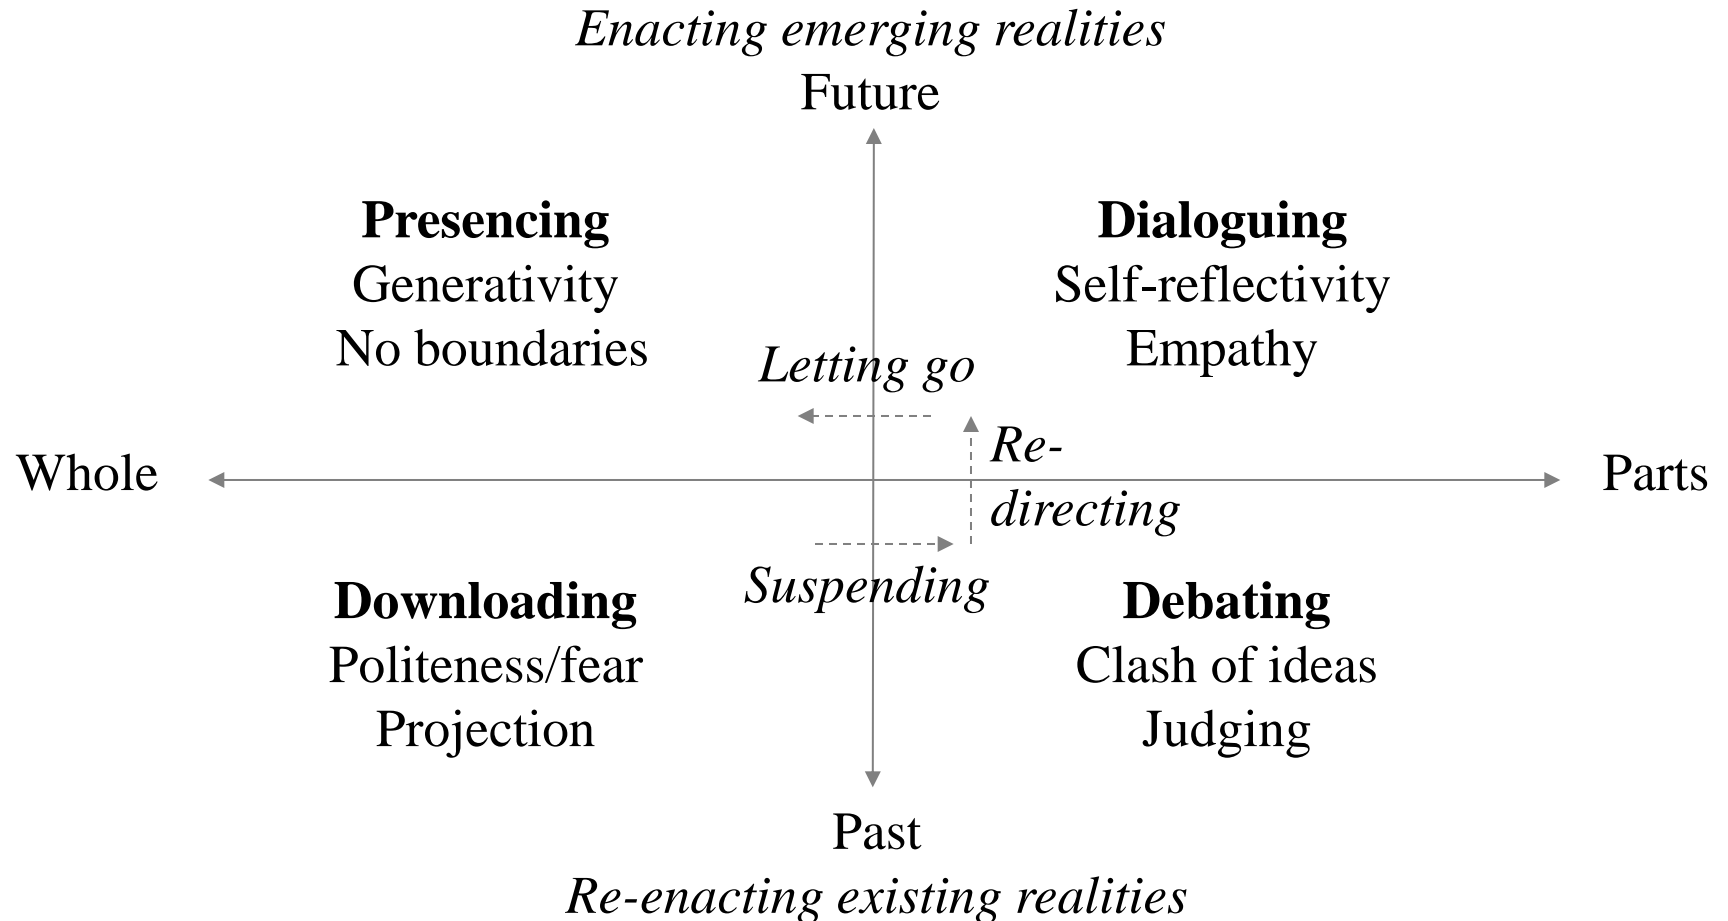 Enacting emerging realities
Future
Presencing
Generativity
No boundaries
Dialoguing
Self-reflectivity
Empathy
Letting go
Re-
directing
Whole
Parts
Suspending
Downloading
Politeness/fear
Projection
Debating
Clash of ideas
Judging
Past
Re-enacting existing realities